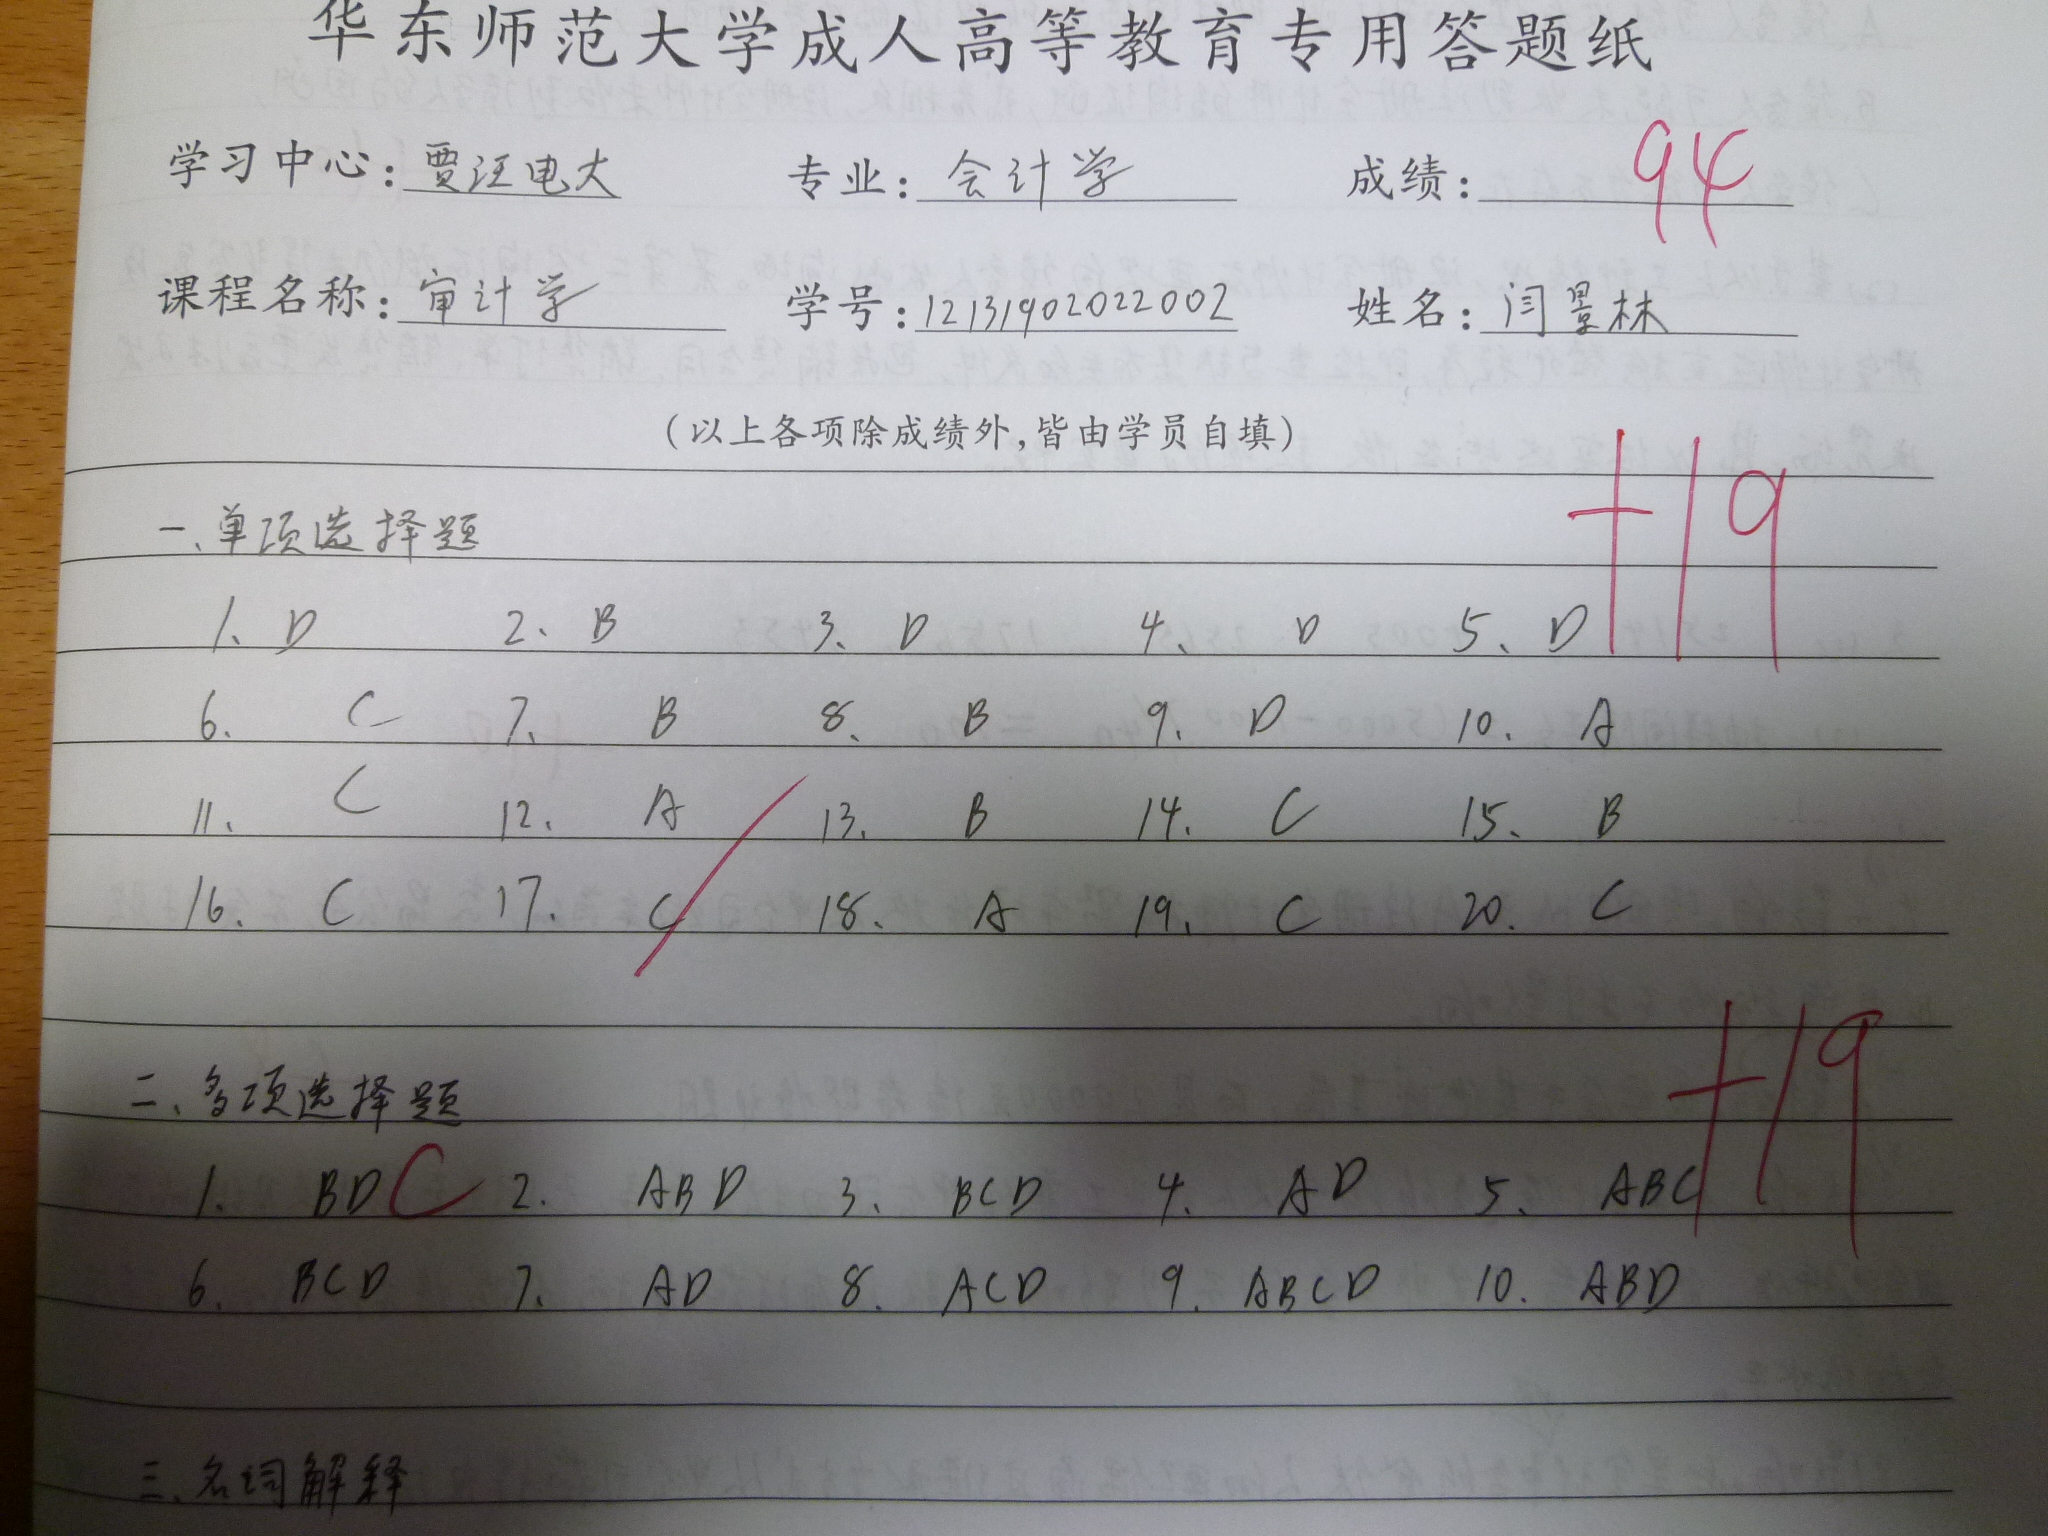 华东师范大学成人高等教育专用答题纸
学习中心:贾汪电大 专业:会计学 成绩:94
课程名称:审计学 学号:12131902022002 姓名:闫景林
(以上各项除成绩外,皆由学员自填)
一、单项选择题 +19
1、D 2、B 3、D 4、D 5、D
6、C 7、B 8、B 9、D 10、A
11、C 12、A 13、B 14、C 15、B
16、C 17、C 18、A 19、C 20、C
二、多项选择题 +19
1、BDC 2、ABD 3、BCD 4、AD 5、ABC
6、BCD 7、AD 8、ACD 9、ABCD 10、ABD
三、名词解释